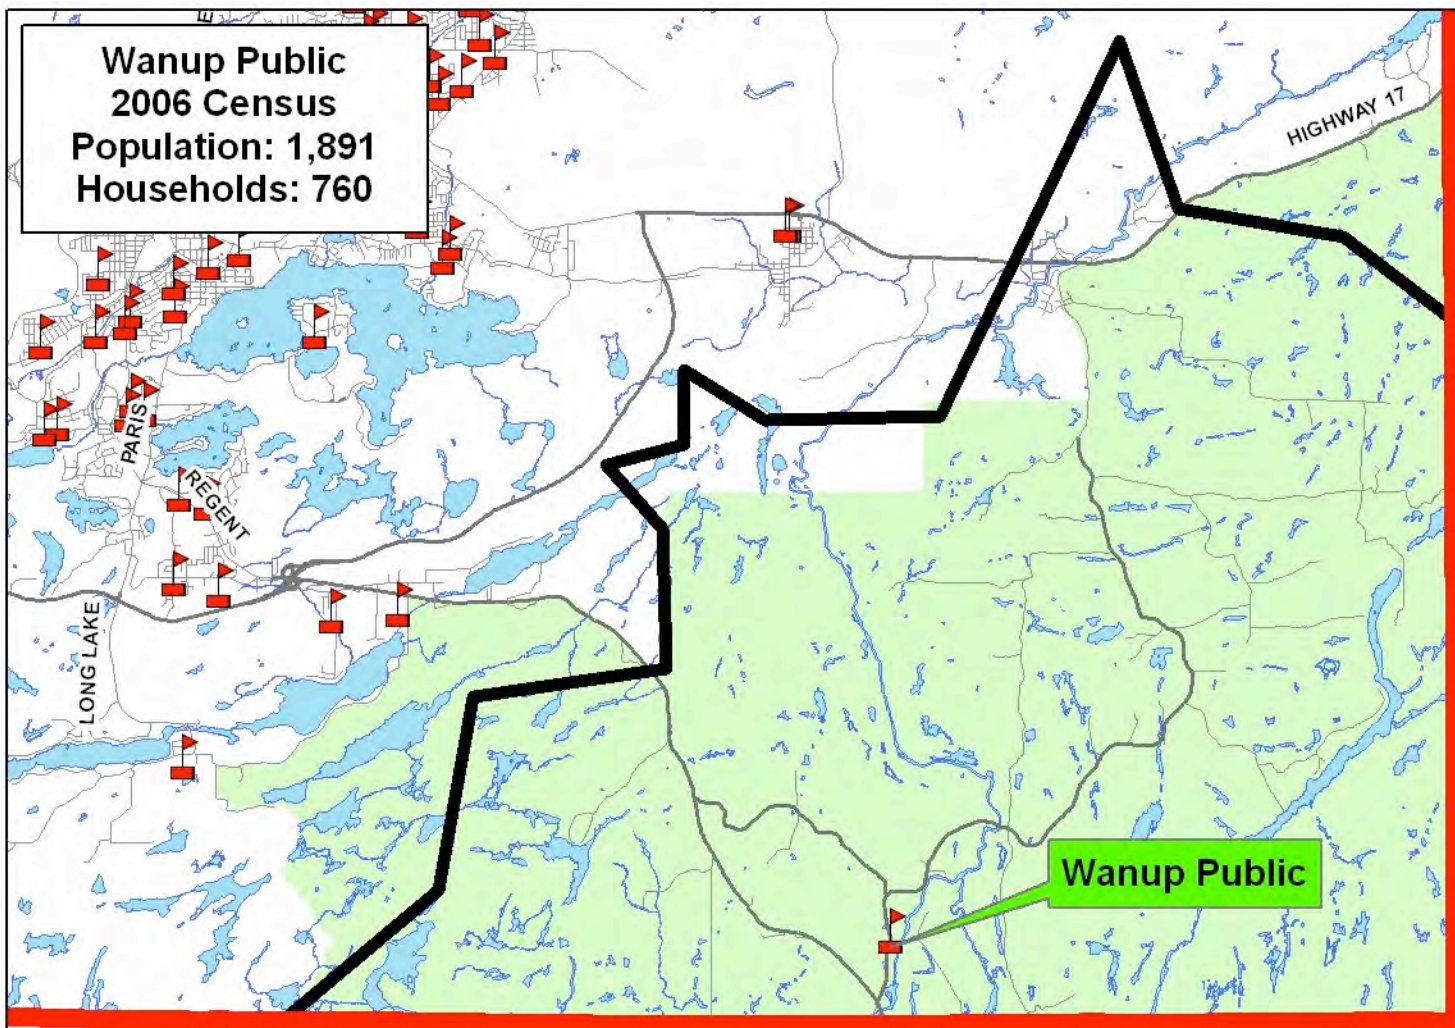 Wanup Public
2006 Census
Population: 1,891
Households: 760
E
HIGHWAY 17
PARIS
REGENT
LONG LAKE
Wanup Public